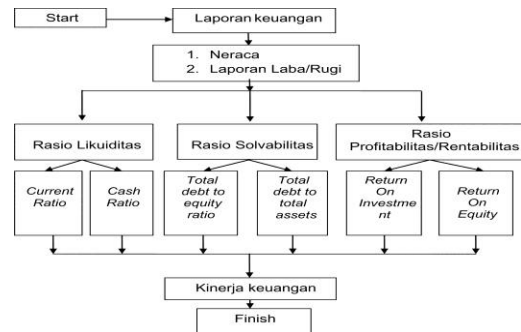 Start
Laporan keuangan
1. Neraca
2. Laporan Laba/Rugi
Rasio Likuiditas
Rasio Solvabilitas
Rasio
Profitabilitas/Rentabilitas
Current
Ratio
Cash
Ratio
Total
debt to
equity
ratio
Total
debt to
total
assets
Return
On
Investme
nt
Return
On
Equity
Kinerja keuangan
Finish